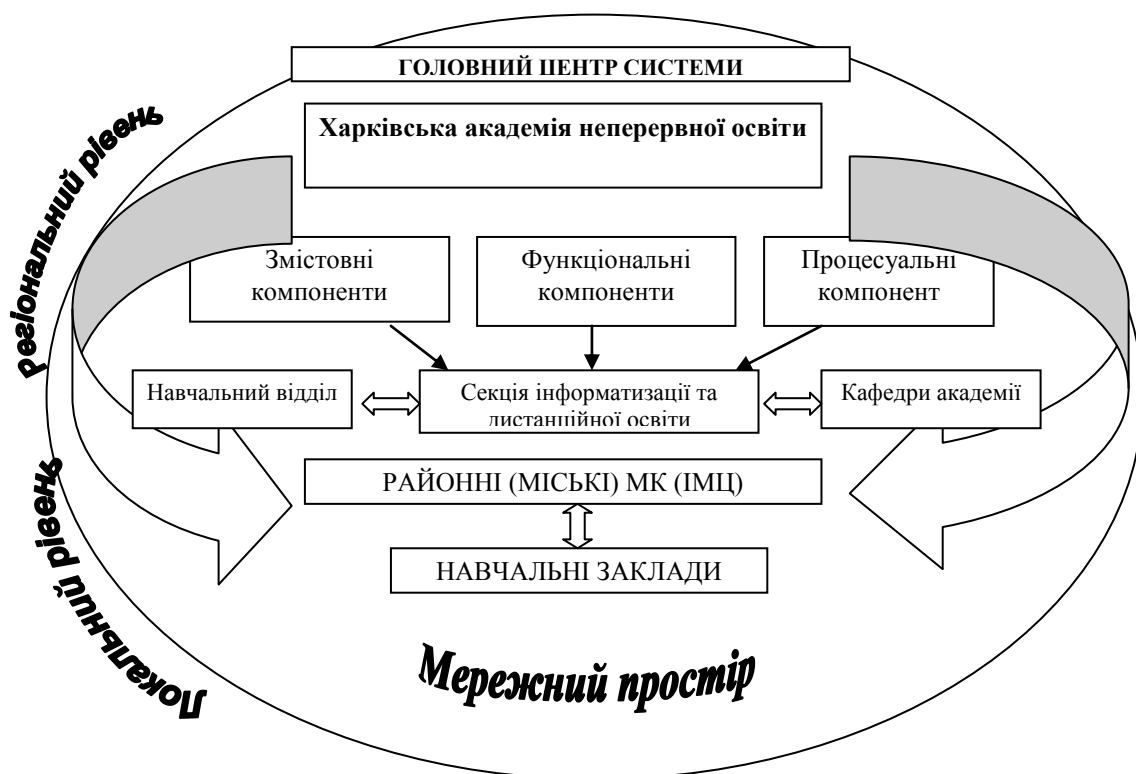 ГОЛОВНИЙ ЦЕНТР СИСТЕМИ
Харківська академія неперервної освіти
Регіональний рівень
Змістовні
компоненти
Функціональні
компоненти
Процесуальні
компонент
Навчальний відділ
Секція інформатизації та
дистанційної освіти
Кафедри академії
РАЙОННІ (МІСЬКІ) МК (ІМЦ)
НАВЧАЛЬНІ ЗАКЛАДИ
Локальний рівень
Мережний простір